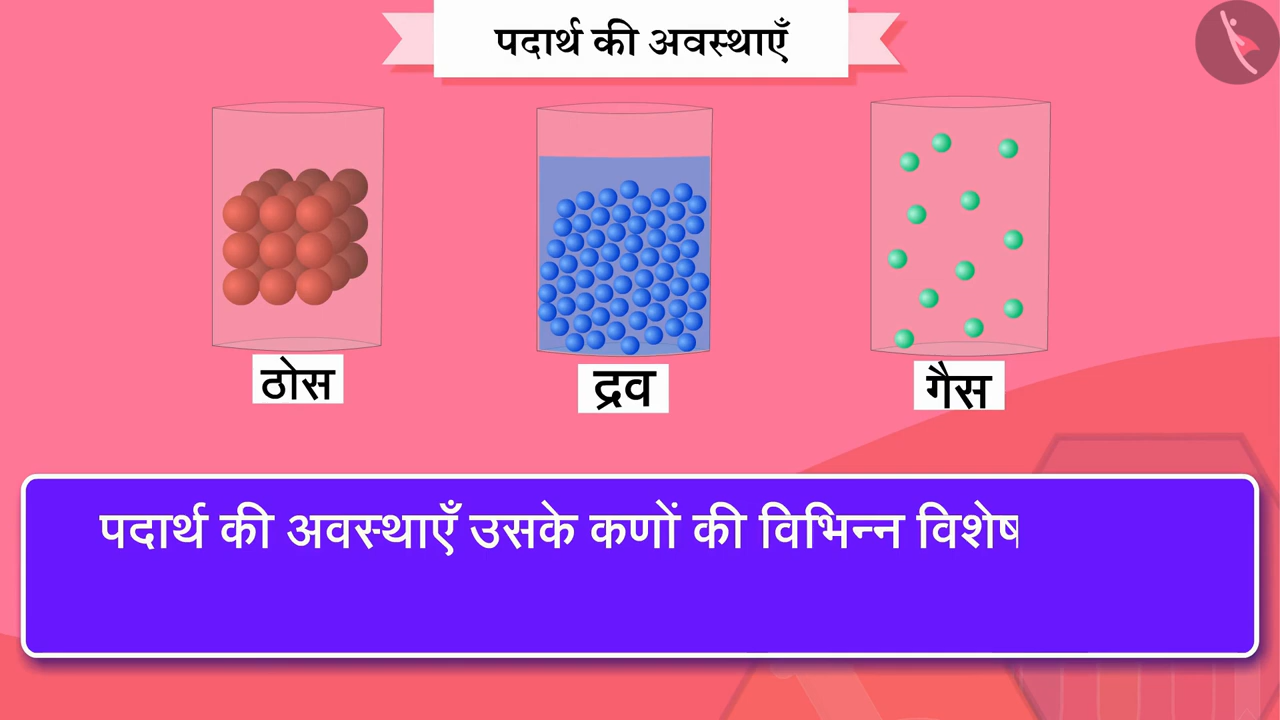 पदार्थ की अवस्थाएँ
ठोस
द्रव
गैस
पदार्थ की अवस्थाएँ उसके कणों की विभिन्न विशेष